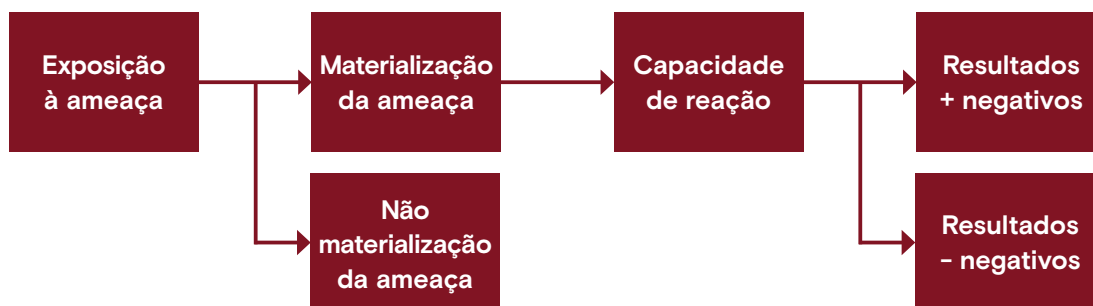 Exposição
à ameaça
Materialização
da ameaça
Capacidade
de reação
Resultados
+ negativos
Não
materialização
da ameaça
Resultados
- negativos